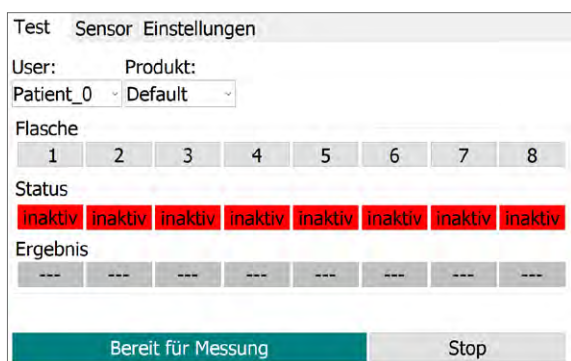 Test Sensor Einstellungen
User: Produkt:
Patient_0 Default
Flasche
1 2 3 4 5 6 7 8
Status
inaktiv inaktiv inaktiv inaktiv inaktiv inaktiv inaktiv inaktiv
Ergebnis
--- --- --- --- --- --- --- ---
Bereit für Messung Stop